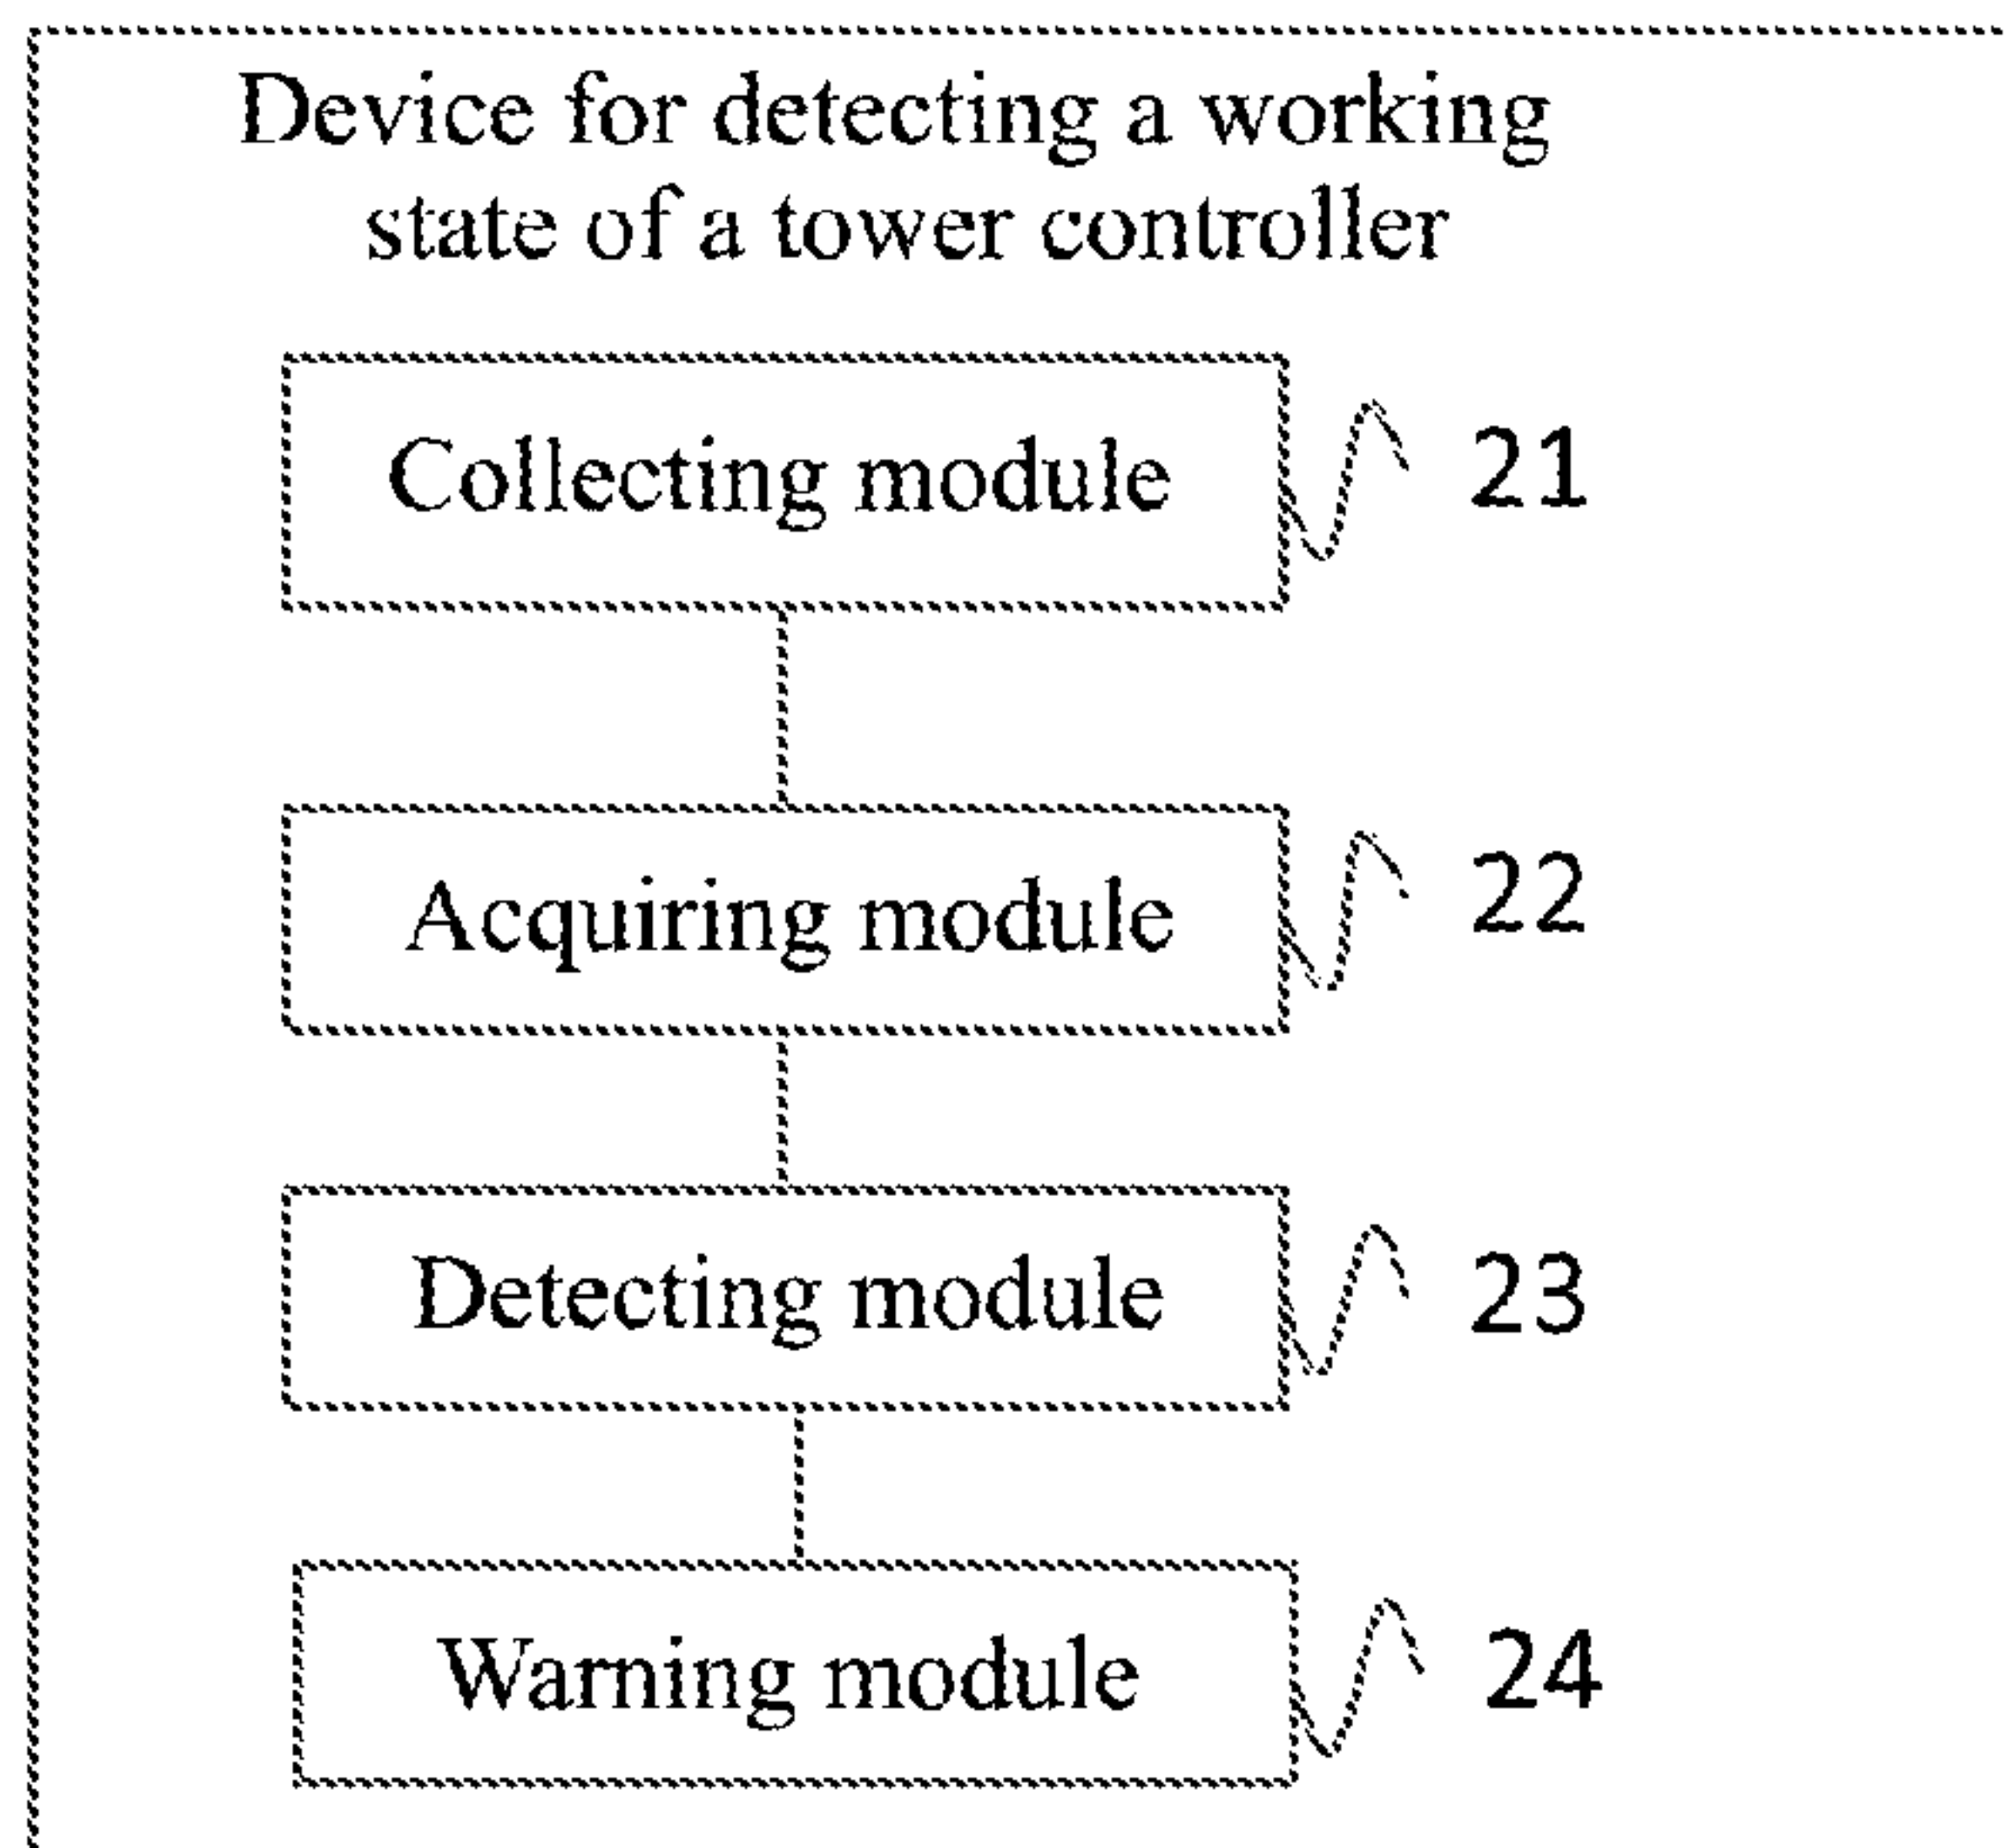 Device for detecting a working
state of a tower controller
Collecting module
21
Acquiring module
22
Detecting module
23
Warning module
24